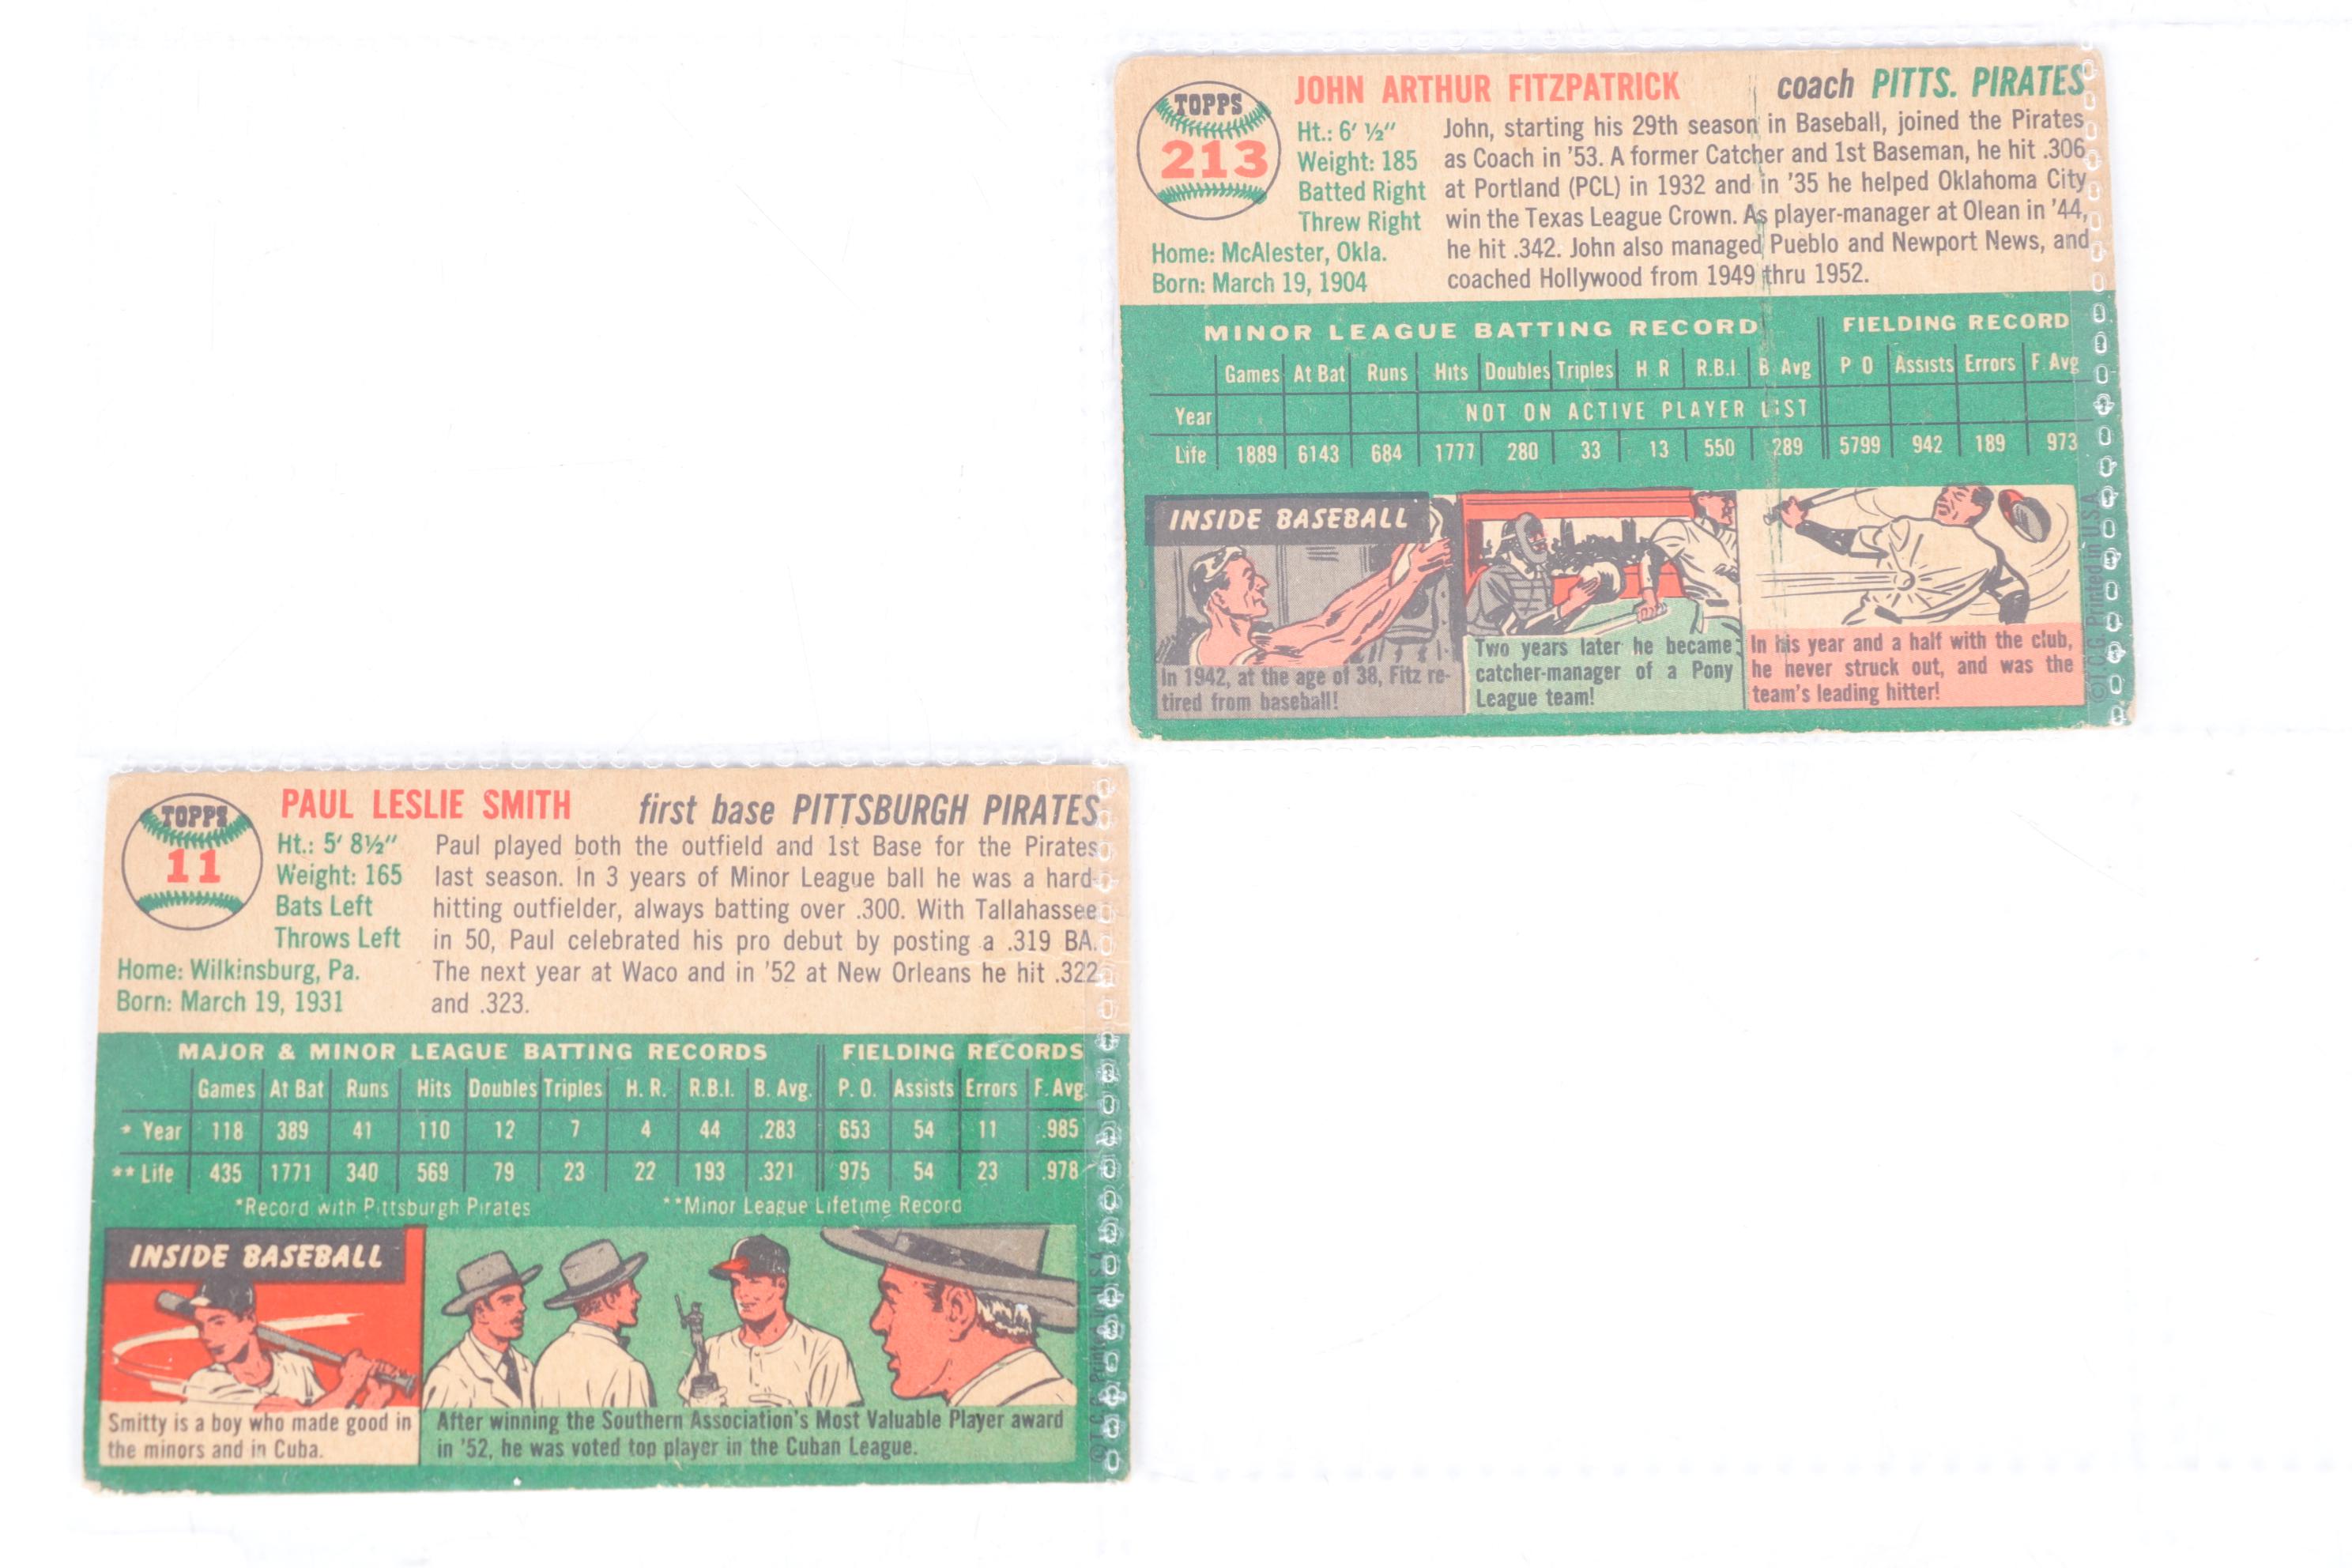 TOPPS
213
JOHN ARTHUR FITZPATRICK coach PITTS. PIRATES
Ht.: 6' ½"
Weight: 185
Batted Right
Threw Right
Home: McAlester, Okla.
Born: March 19, 1904
John, starting his 29th season in Baseball, joined the Pirates
as Coach in '53. A former Catcher and 1st Baseman, he hit .306
at Portland (PCL) in 1932 and in '35 he helped Oklahoma City
win the Texas League Crown. As player-manager at Olean in '44,
he hit .342. John also managed Pueblo and Newport News, and
coached Hollywood from 1949 thru 1952.
MINOR LEAGUE BATTING RECORD FIELDING RECORD
Games At Bat Runs Hits Doubles Triples H R R.B.I. B Avg P O Assists Errors F. Avg
Year NOT ON ACTIVE PLAYER LIST
Life 1889 6143 684 1777 280 33 13 550 289 5799 942 189 973
INSIDE BASEBALL
In 1942, at the age of 38, Fitz re-
tired from baseball!
Two years later he became
catcher-manager of a Pony
League team!
In his year and a half with the club,
he never struck out, and was the
team's leading hitter!
©T.C.G. Printed in U.S.A.
TOPPS
11
PAUL LESLIE SMITH first base PITTSBURGH PIRATES
Ht.: 5' 8½"
Weight: 165
Bats Left
Throws Left
Home: Wilkinsburg, Pa.
Born: March 19, 1931
Paul played both the outfield and 1st Base for the Pirates
last season. In 3 years of Minor League ball he was a hard-
hitting outfielder, always batting over .300. With Tallahassee
in 50, Paul celebrated his pro debut by posting a .319 BA.
The next year at Waco and in '52 at New Orleans he hit .322
and .323.
MAJOR & MINOR LEAGUE BATTING RECORDS FIELDING RECORDS
Games At Bat Runs Hits Doubles Triples H. R. R.B.I. B. Avg. P. O. Assists Errors F. Avg.
* Year 118 389 41 110 12 7 4 44 .283 653 54 11 .985
** Life 435 1771 340 569 79 23 22 193 .321 975 54 23 .978
*Record with Pittsburgh Pirates **Minor League Lifetime Record
INSIDE BASEBALL
Smitty is a boy who made good in
the minors and in Cuba.
After winning the Southern Association's Most Valuable Player award
in '52, he was voted top player in the Cuban League.